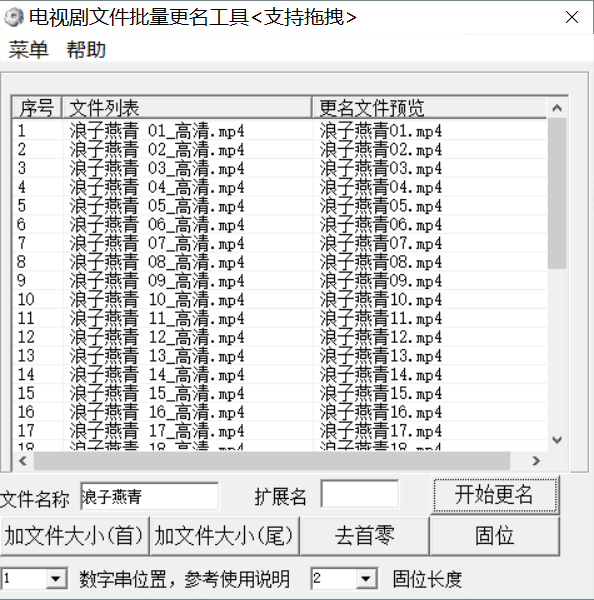 电视剧文件批量更名工具<支持拖拽>
菜单 帮助
序号 文件列表 更名文件预览
1 浪子燕青 01_高清.mp4 浪子燕青01.mp4
2 浪子燕青 02_高清.mp4 浪子燕青02.mp4
3 浪子燕青 03_高清.mp4 浪子燕青03.mp4
4 浪子燕青 04_高清.mp4 浪子燕青04.mp4
5 浪子燕青 05_高清.mp4 浪子燕青05.mp4
6 浪子燕青 06_高清.mp4 浪子燕青06.mp4
7 浪子燕青 07_高清.mp4 浪子燕青07.mp4
8 浪子燕青 08_高清.mp4 浪子燕青08.mp4
9 浪子燕青 09_高清.mp4 浪子燕青09.mp4
10 浪子燕青 10_高清.mp4 浪子燕青10.mp4
11 浪子燕青 11_高清.mp4 浪子燕青11.mp4
12 浪子燕青 12_高清.mp4 浪子燕青12.mp4
13 浪子燕青 13_高清.mp4 浪子燕青13.mp4
14 浪子燕青 14_高清.mp4 浪子燕青14.mp4
15 浪子燕青 15_高清.mp4 浪子燕青15.mp4
16 浪子燕青 16_高清.mp4 浪子燕青16.mp4
17 浪子燕青 17_高清.mp4 浪子燕青17.mp4
18 浪子燕青 18_高清.mp4 浪子燕青18.mp4
文件名称 浪子燕青 扩展名 开始更名
加文件大小(首) 加文件大小(尾) 去首零 固位
1 数字串位置，参考使用说明 2 固位长度